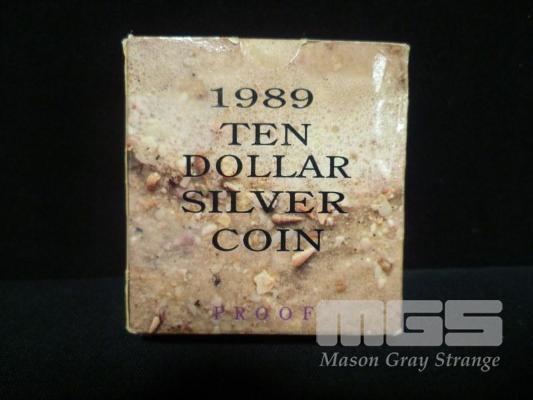 1989
TEN
DOLLAR
SILVER
COIN
PROOF
MGS
Mason Gray Strange